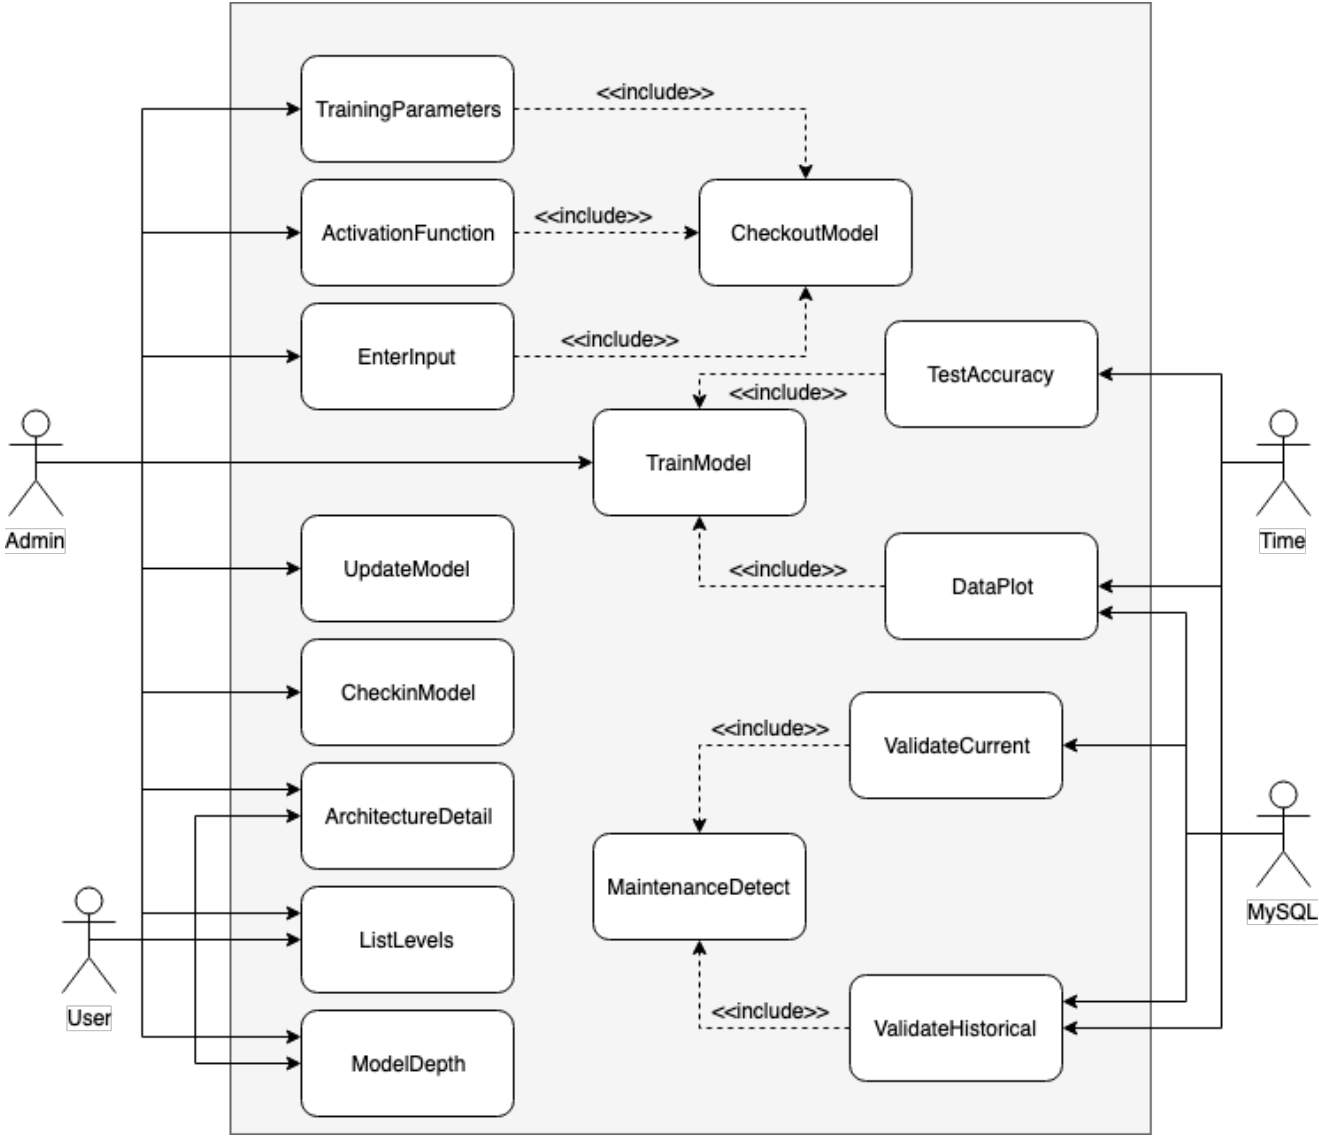 <<include>>
TrainingParameters
<<include>>
ActivationFunction
CheckoutModel
<<include>>
EnterInput
TestAccuracy
<<include>>
TrainModel
Admin
Time
UpdateModel
<<include>>
DataPlot
CheckinModel
<<include>>
ValidateCurrent
ArchitectureDetail
MaintenanceDetect
MySQL
ListLevels
User
<<include>>
ValidateHistorical
ModelDepth